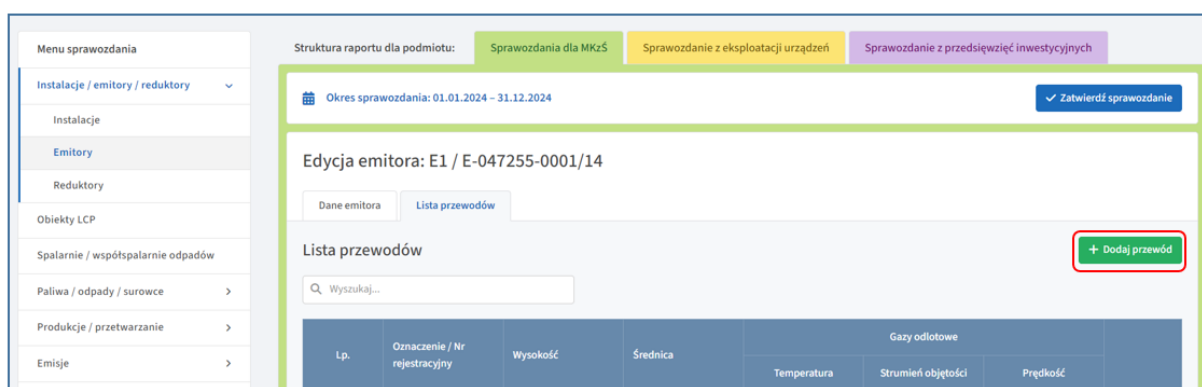 Menu sprawozdania
Instalacje / emitory / reduktory
Instalacje
Emitory
Reduktory
Obiekty LCP
Spalarnie / współspalarnie odpadów
Paliwa / odpady / surowce
Produkcje / przetwarzanie
Emisje
Struktura raportu dla podmiotu:
Sprawozdania dla MKzŚ
Sprawozdanie z eksploatacji urządzeń
Sprawozdanie z przedsięwzięć inwestycyjnych
Okres sprawozdania: 01.01.2024 – 31.12.2024
Zatwierdź sprawozdanie
Edycja emitora: E1 / E-047255-0001/14
Dane emitora
Lista przewodów
Lista przewodów
+ Dodaj przewód
Wyszukaj...
Lp.
Oznaczenie / Nr
rejestracyjny
Wysokość
Średnica
Gazy odlotowe
Temperatura
Strumień objętości
Prędkość